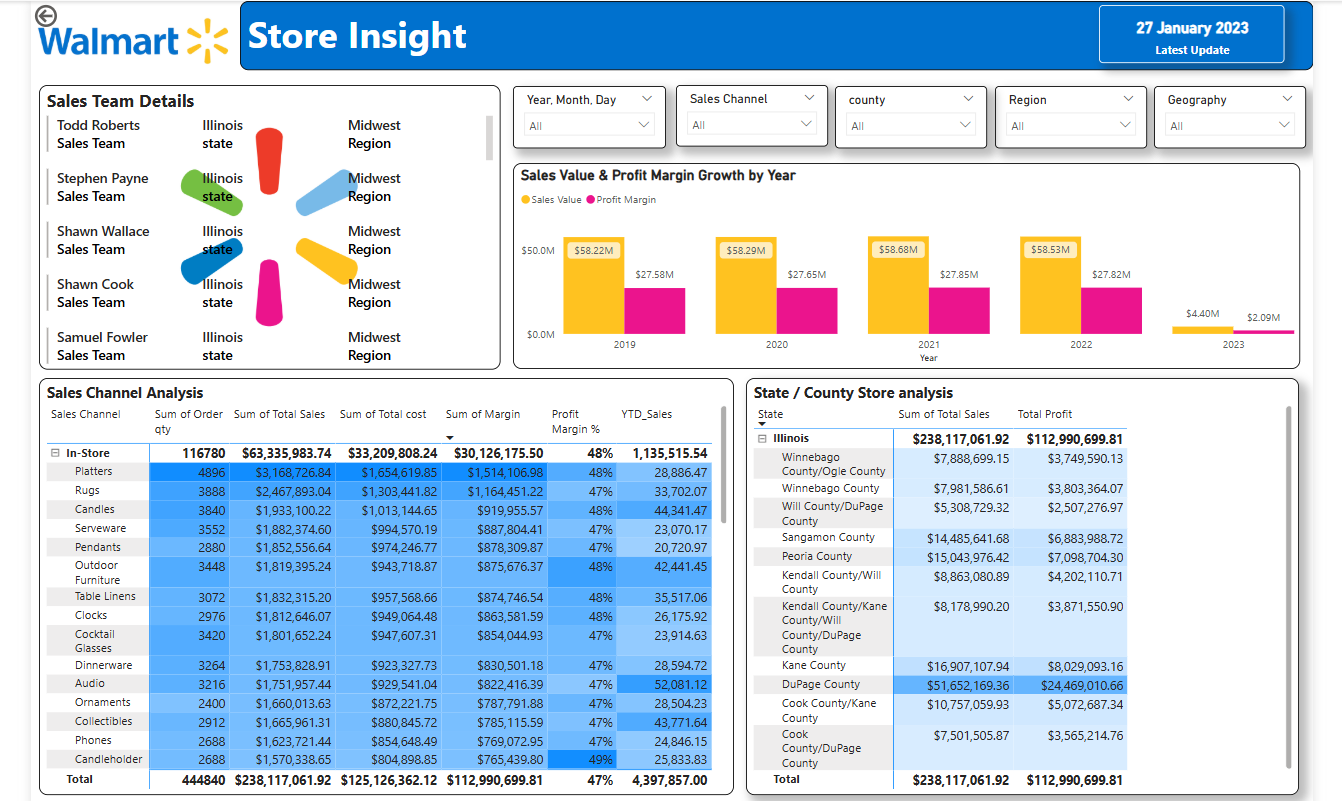 Walmart
Store Insight
27 January 2023
Latest Update
Sales Team Details
Todd Roberts Illinois Midwest
Sales Team state Region
Stephen Payne Illinois Midwest
Sales Team state Region
Shawn Wallace Illinois Midwest
Sales Team state Region
Shawn Cook Illinois Midwest
Sales Team state Region
Samuel Fowler Illinois Midwest
Sales Team state Region
Year, Month, Day
All
Sales Channel
All
county
All
Region
All
Geography
All
Sales Value & Profit Margin Growth by Year
Sales Value Profit Margin
$50.0M
$0.0M
$58.22M $27.58M
$58.29M $27.65M
$58.68M $27.85M
$58.53M $27.82M
$4.40M $2.09M
2019 2020 2021 2022 2023
Year
Sales Channel Analysis
Sales Channel Sum of Order Sum of Total Sales Sum of Total cost Sum of Margin Profit YTD_Sales
qty Margin %
In-Store 116780 $63,335,983.74 $33,209,808.24 $30,126,175.50 48% 1,135,515.54
Platters 4896 $3,168,726.84 $1,654,619.85 $1,514,106.98 48% 28,886.47
Rugs 3888 $2,467,893.04 $1,303,441.82 $1,164,451.22 47% 33,702.07
Candles 3840 $1,933,100.22 $1,013,144.65 $919,955.57 48% 44,341.47
Serveware 3552 $1,882,374.60 $994,570.19 $887,804.41 47% 23,070.17
Pendants 2880 $1,852,556.64 $974,246.77 $878,309.87 47% 20,720.97
Outdoor 3448 $1,819,395.24 $943,718.87 $875,676.37 48% 42,441.45
Furniture
Table Linens 3072 $1,832,315.20 $957,568.66 $874,746.54 48% 35,517.06
Clocks 2976 $1,812,646.07 $949,064.48 $863,581.59 48% 26,175.92
Cocktail 3420 $1,801,652.24 $947,607.31 $854,044.93 47% 23,914.63
Glasses
Dinnerware 3264 $1,753,828.91 $923,327.73 $830,501.18 47% 28,594.72
Audio 3216 $1,751,957.44 $929,541.04 $822,416.39 47% 52,081.12
Ornaments 2400 $1,660,013.63 $872,221.75 $787,791.88 47% 28,504.23
Collectibles 2912 $1,665,961.31 $880,845.72 $785,115.59 47% 43,771.64
Phones 2688 $1,623,721.44 $854,648.49 $769,072.95 47% 24,846.15
Candleholder 2688 $1,570,338.65 $804,898.85 $765,439.80 49% 25,833.83
Total 444840 $238,117,061.92 $125,126,362.12 $112,990,699.81 47% 4,397,857.00
State / County Store analysis
State Sum of Total Sales Total Profit
Illinois $238,117,061.92 $112,990,699.81
Winnebago $7,888,699.15 $3,749,590.13
County/Ogle County
Winnebago County $7,981,586.61 $3,803,364.07
Will County/DuPage $5,308,729.32 $2,507,276.97
County
Sangamon County $14,485,641.68 $6,883,988.72
Peoria County $15,043,976.42 $7,098,704.30
Kendall County/Will $8,863,080.89 $4,202,110.71
County
Kendall County/Kane $8,178,990.20 $3,871,550.90
County/Will
County/DuPage
County
Kane County $16,907,107.94 $8,029,093.16
DuPage County $51,652,169.36 $24,469,010.66
Cook County/Kane $10,757,059.93 $5,072,687.34
County
Cook $7,501,505.87 $3,565,214.76
County/DuPage
County
Total $238,117,061.92 $112,990,699.81